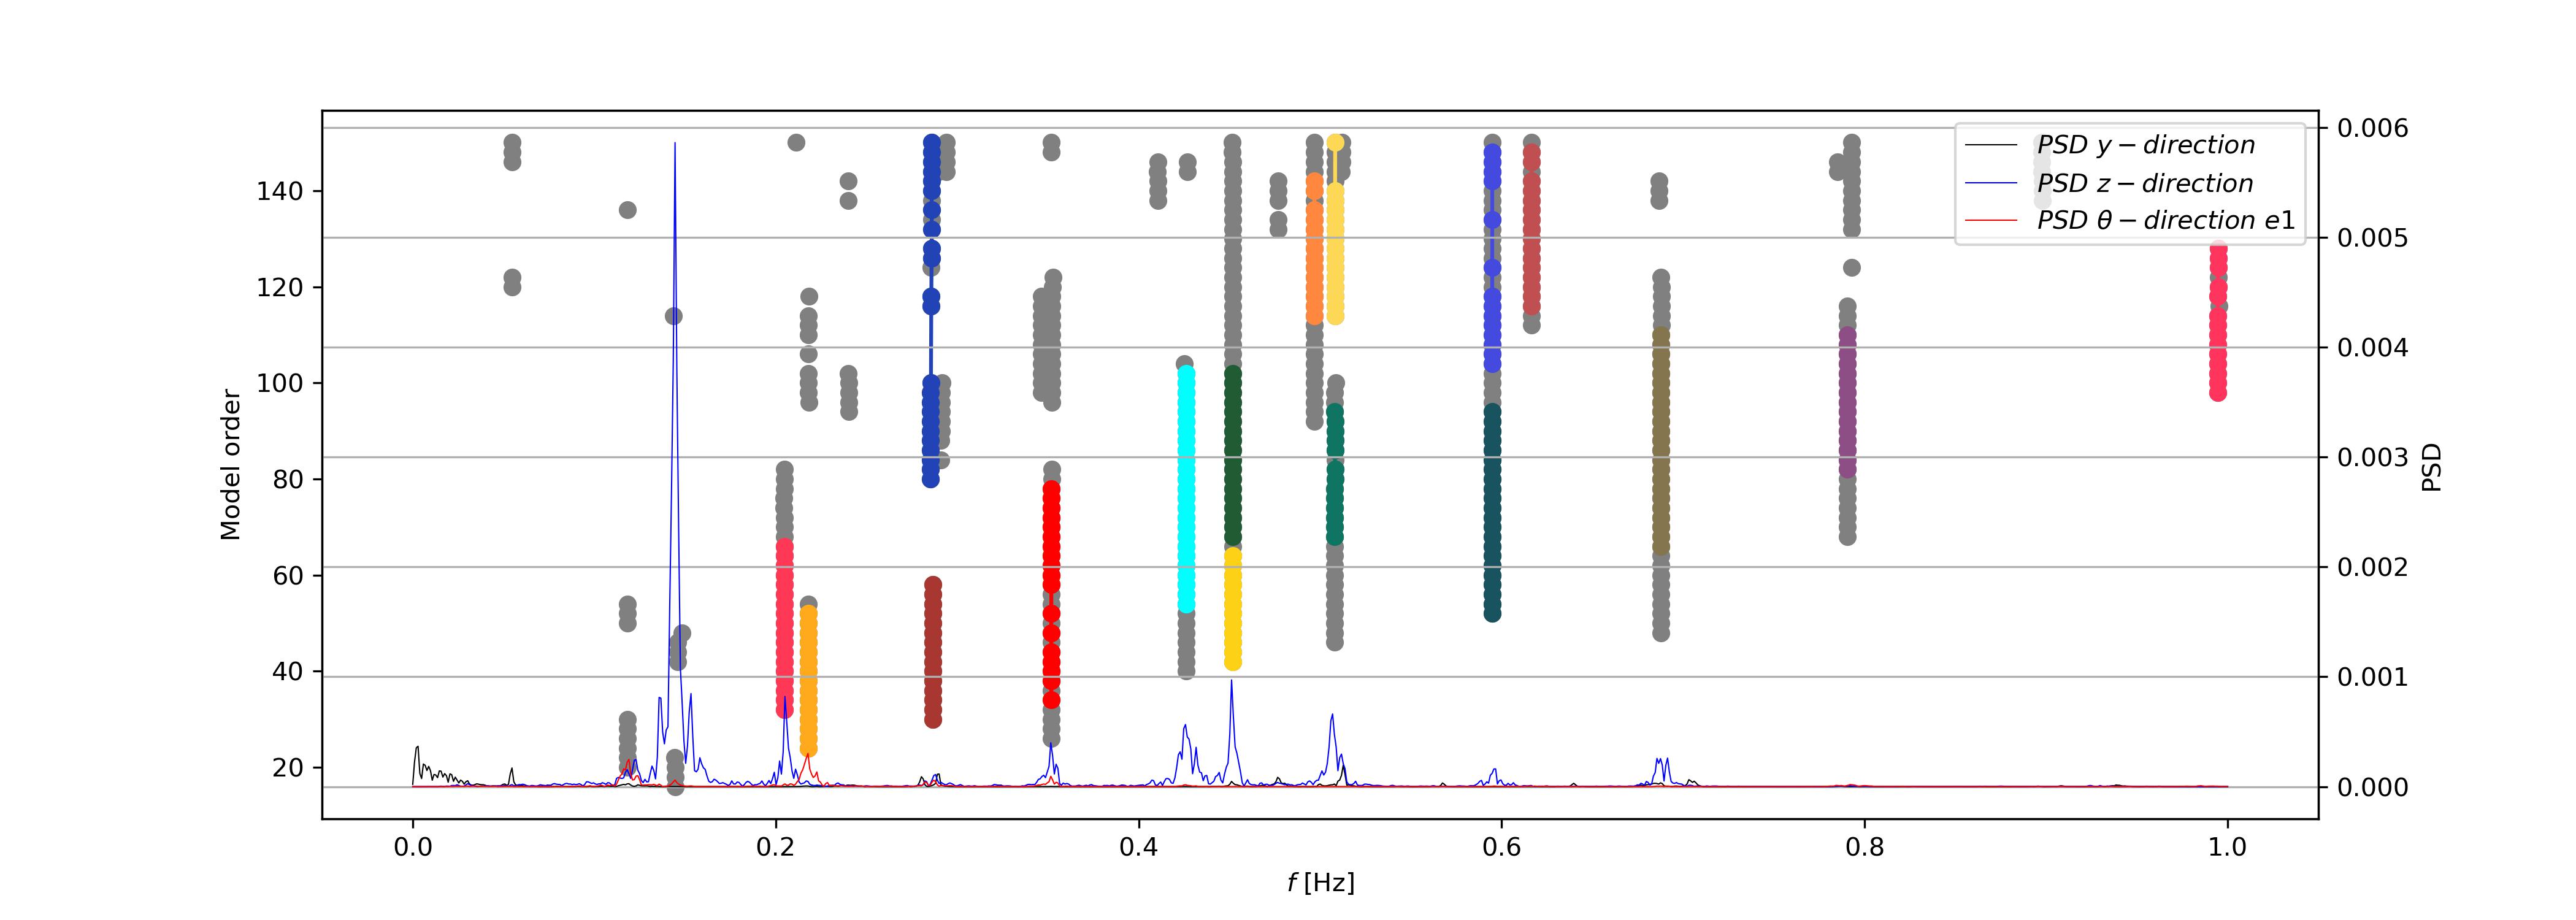 PSD y − direction
PSD z − direction
PSD θ − direction e1
Model order
140
120
100
80
60
40
20
0.006
0.005
0.004
0.003
0.002
0.001
0.000
PSD
0.0 0.2 0.4 0.6 0.8 1.0
f [Hz]